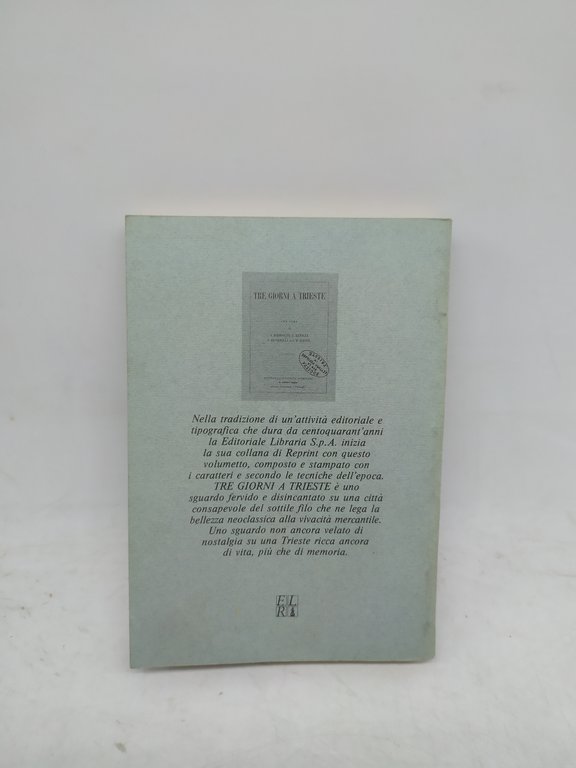 TRE GIORNI A TRIESTE
Nella tradizione di un'attività editoriale e
tipografica che dura da centoquarant'anni
la Editoriale Libraria S.p.A. inizia
la sua collana di Reprint con questo
volumetto, composto e stampato con
i caratteri e secondo le tecniche dell'epoca.
TRE GIORNI A TRIESTE è uno
sguardo fervido e disincantato su una città
consapevole del sottile filo che ne lega la
bellezza neoclassica alla vivacità mercantile.
Uno sguardo non ancora velato di
nostalgia su una Trieste ricca ancora
di vita, più che di memoria.
EL
R